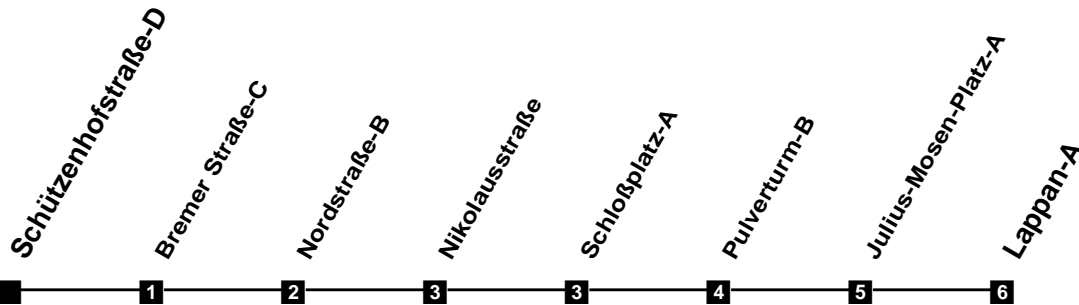 Schützenhofstraße-D
Bremer Straße-C
Nordstraße-B
Nikolausstraße
Schloßplatz-A
Pulverturm-B
Julius-Mosen-Platz-A
Lappan-A
1 2 3 3 4 5 6